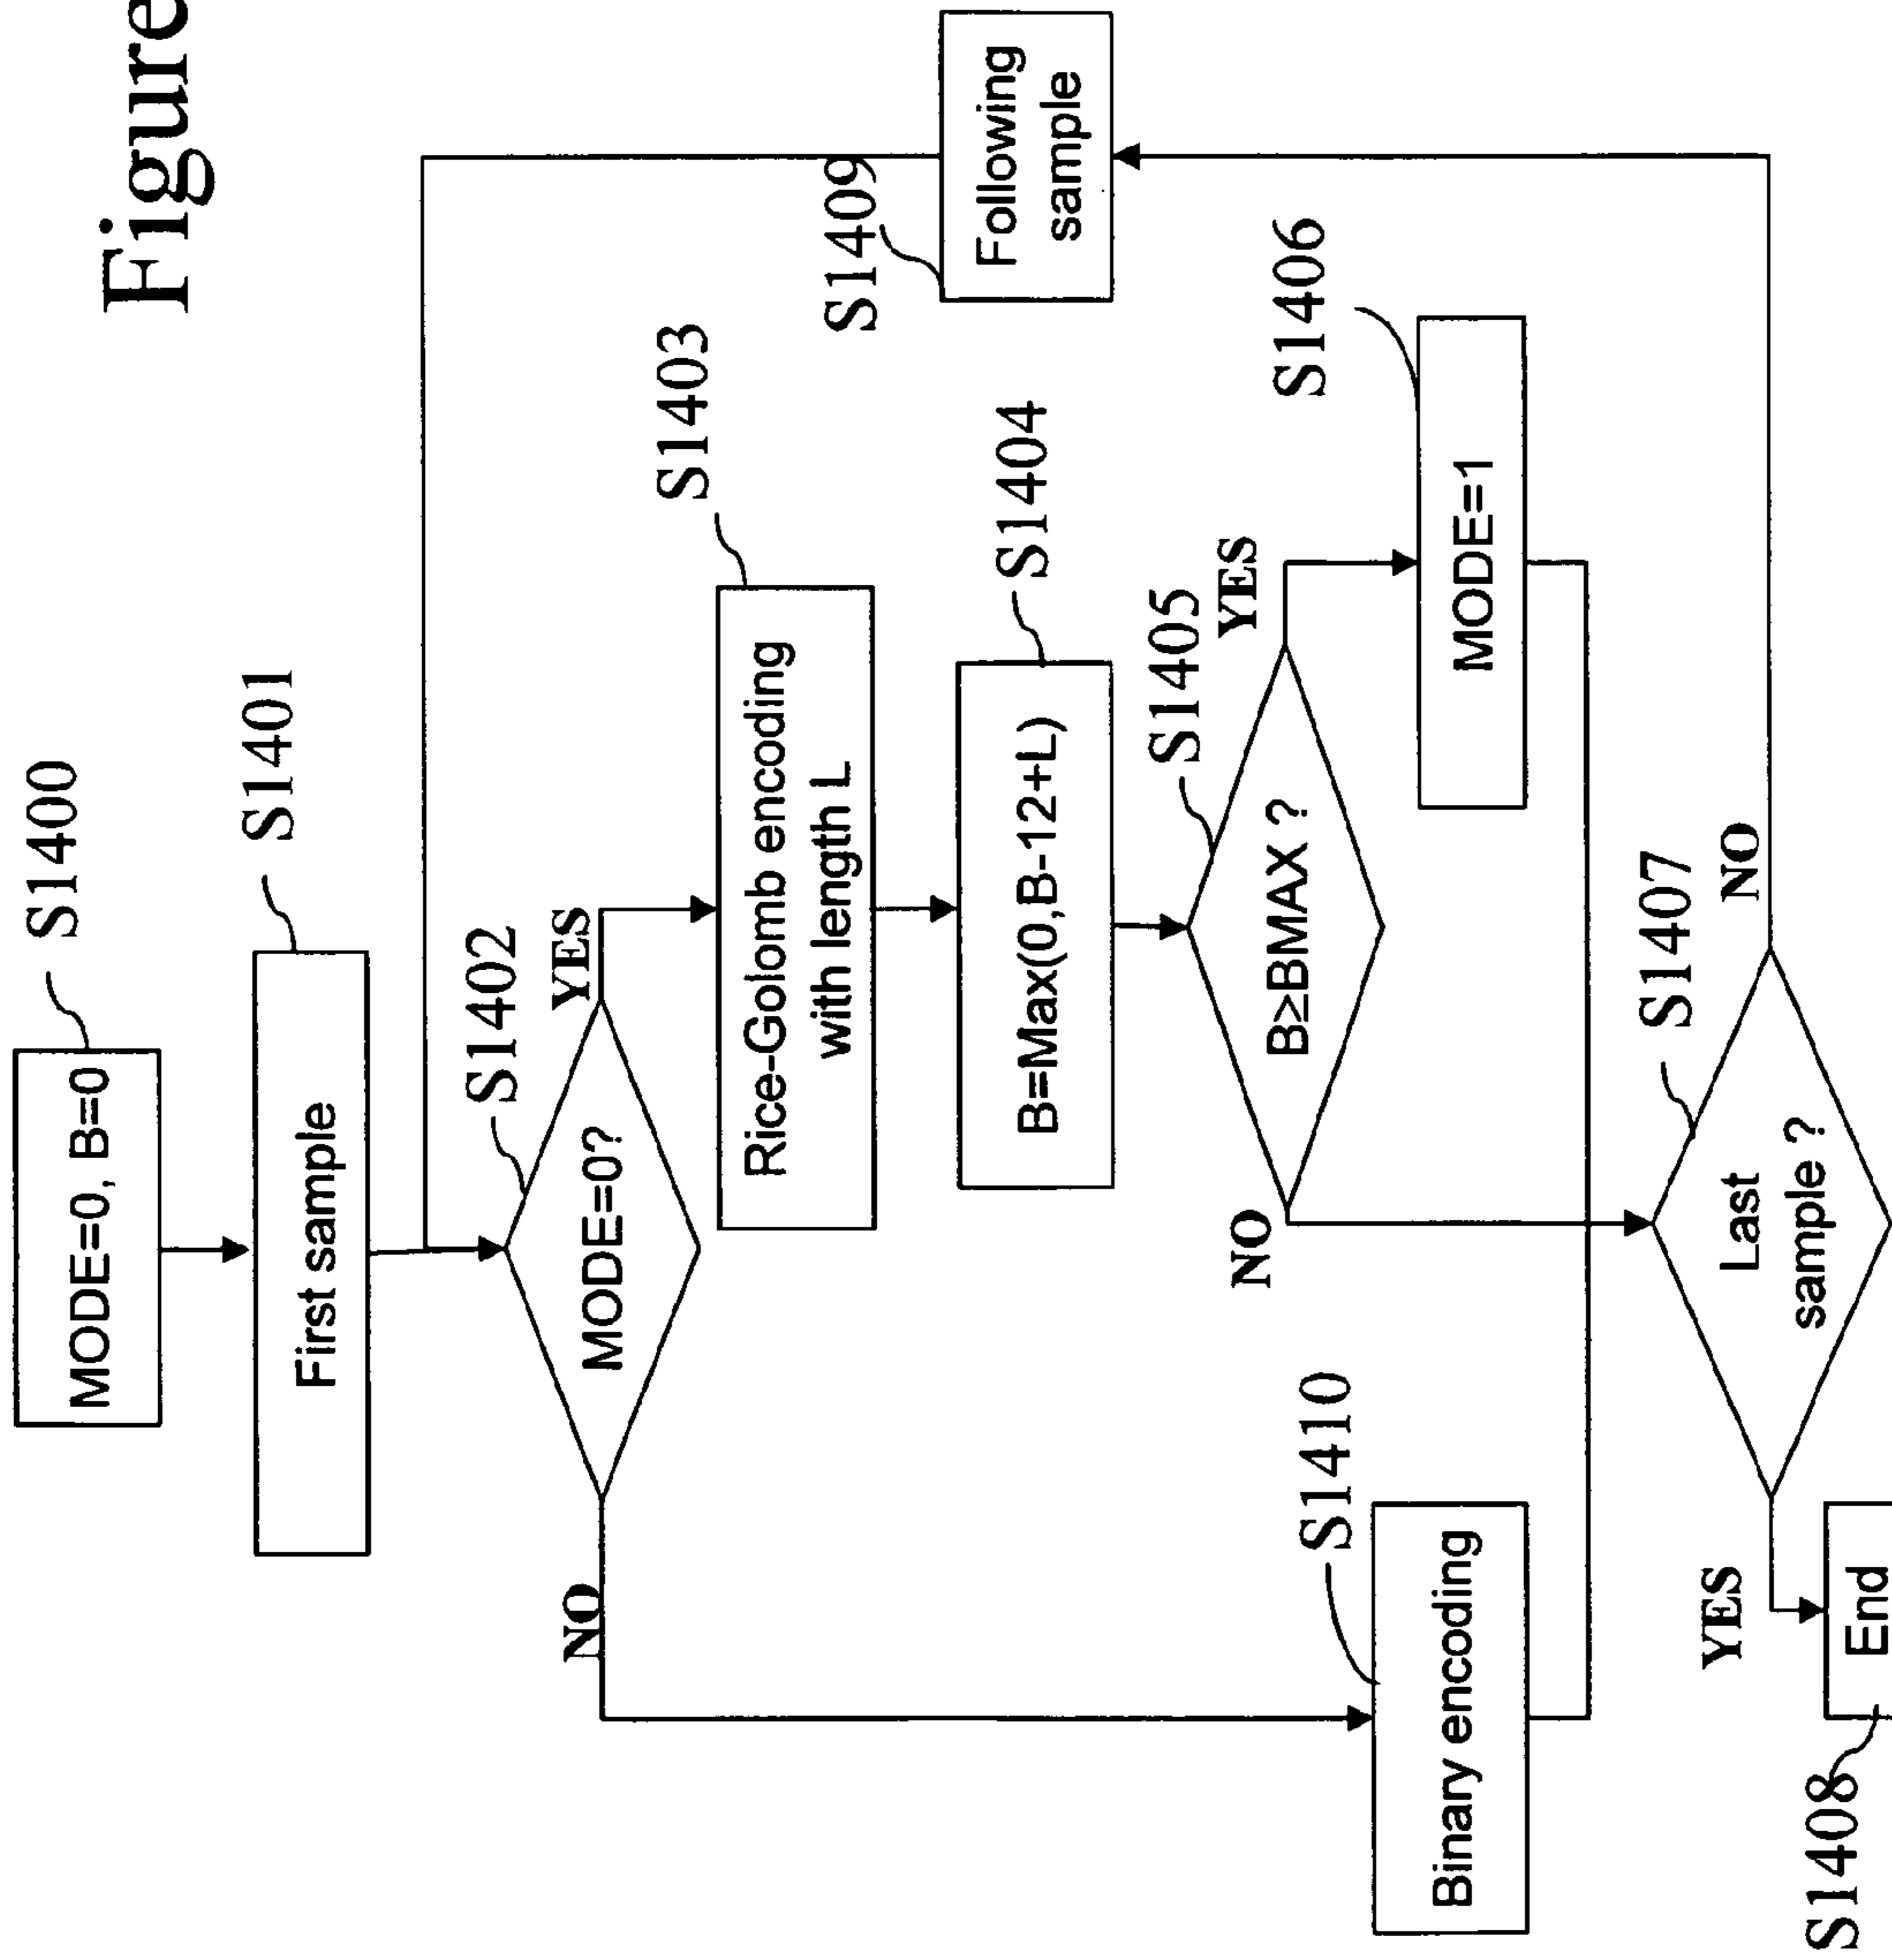 Figure
S1400
MODE=0, B=0
S1401
First sample
S1402
MODE=0?
YES
NO
S1403
Rice-Golomb encoding
with length L
S1404
B=Max(0,B-12+L)
S1405
B≥BMAX ?
YES
NO
S1406
MODE=1
S1409
Following
sample
S1410
Binary encoding
S1407
Last
sample ?
NO
YES
End
S1408